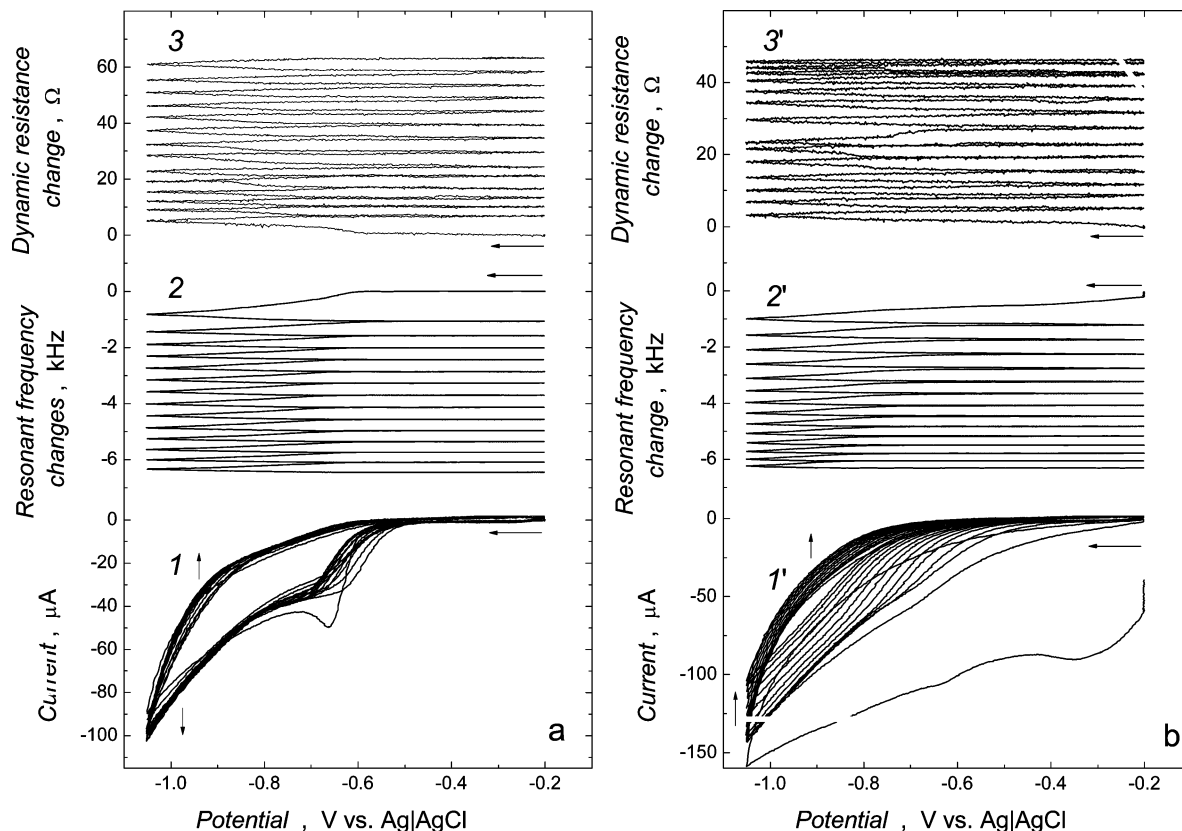 Dynamic resistance
change , Ω
60
40
20
0
3
Resonant frequency
changes , kHz
0
-2
-4
-6
2
Current , μA
0
-20
-40
-60
-80
-100
1
a
-1.0
-0.8
-0.6
-0.4
-0.2
Potential , V vs. Ag|AgCl
Dynamic resistance
change , Ω
40
20
0
3'
Resonant frequency
change , kHz
0
-2
-4
-6
2'
Current , μA
0
-50
-100
-150
1'
b
-1.0
-0.8
-0.6
-0.4
-0.2
Potential , V vs. Ag|AgCl